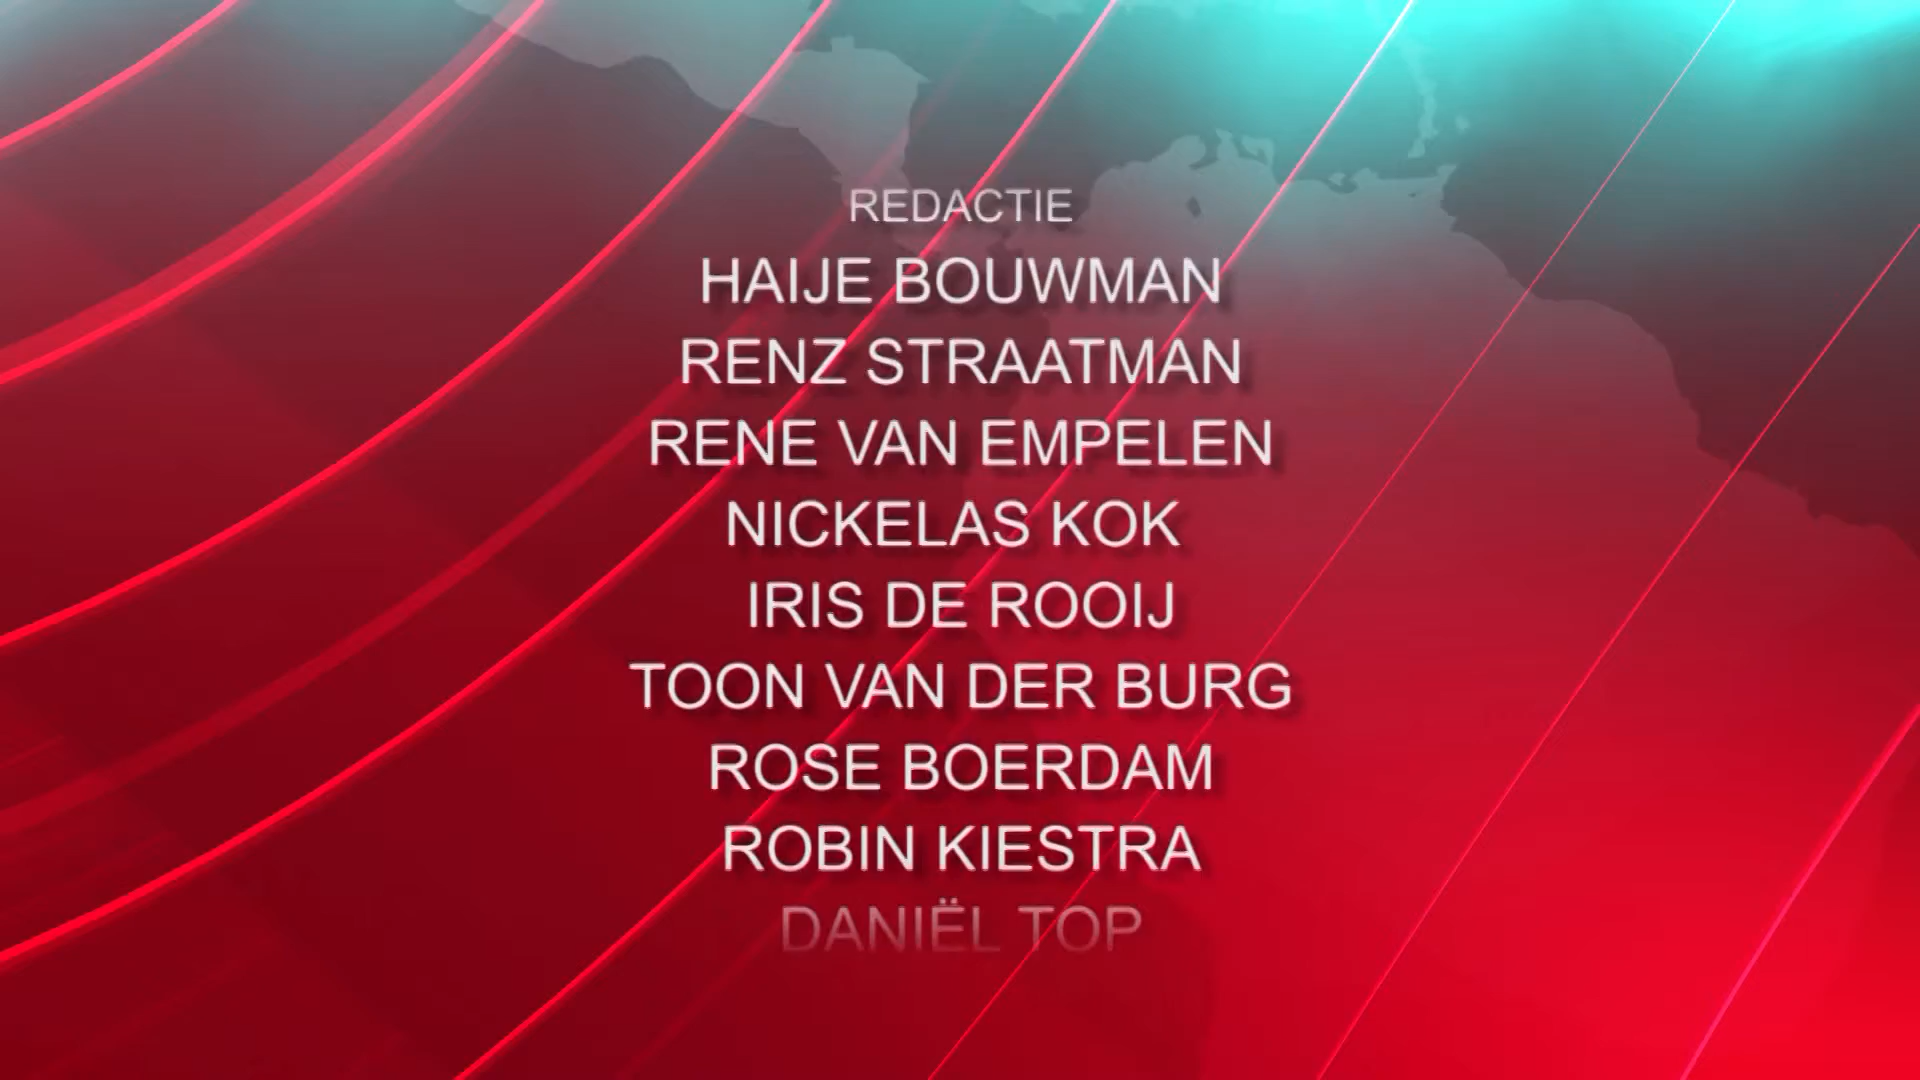 REDACTIE
HAIJE BOUWMAN
RENZ STRAATMAN
RENE VAN EMPELEN
NICKELAS KOK
IRIS DE ROOIJ
TOON VAN DER BURG
ROSE BOERDAM
ROBIN KIESTRA
DANIËL TOP